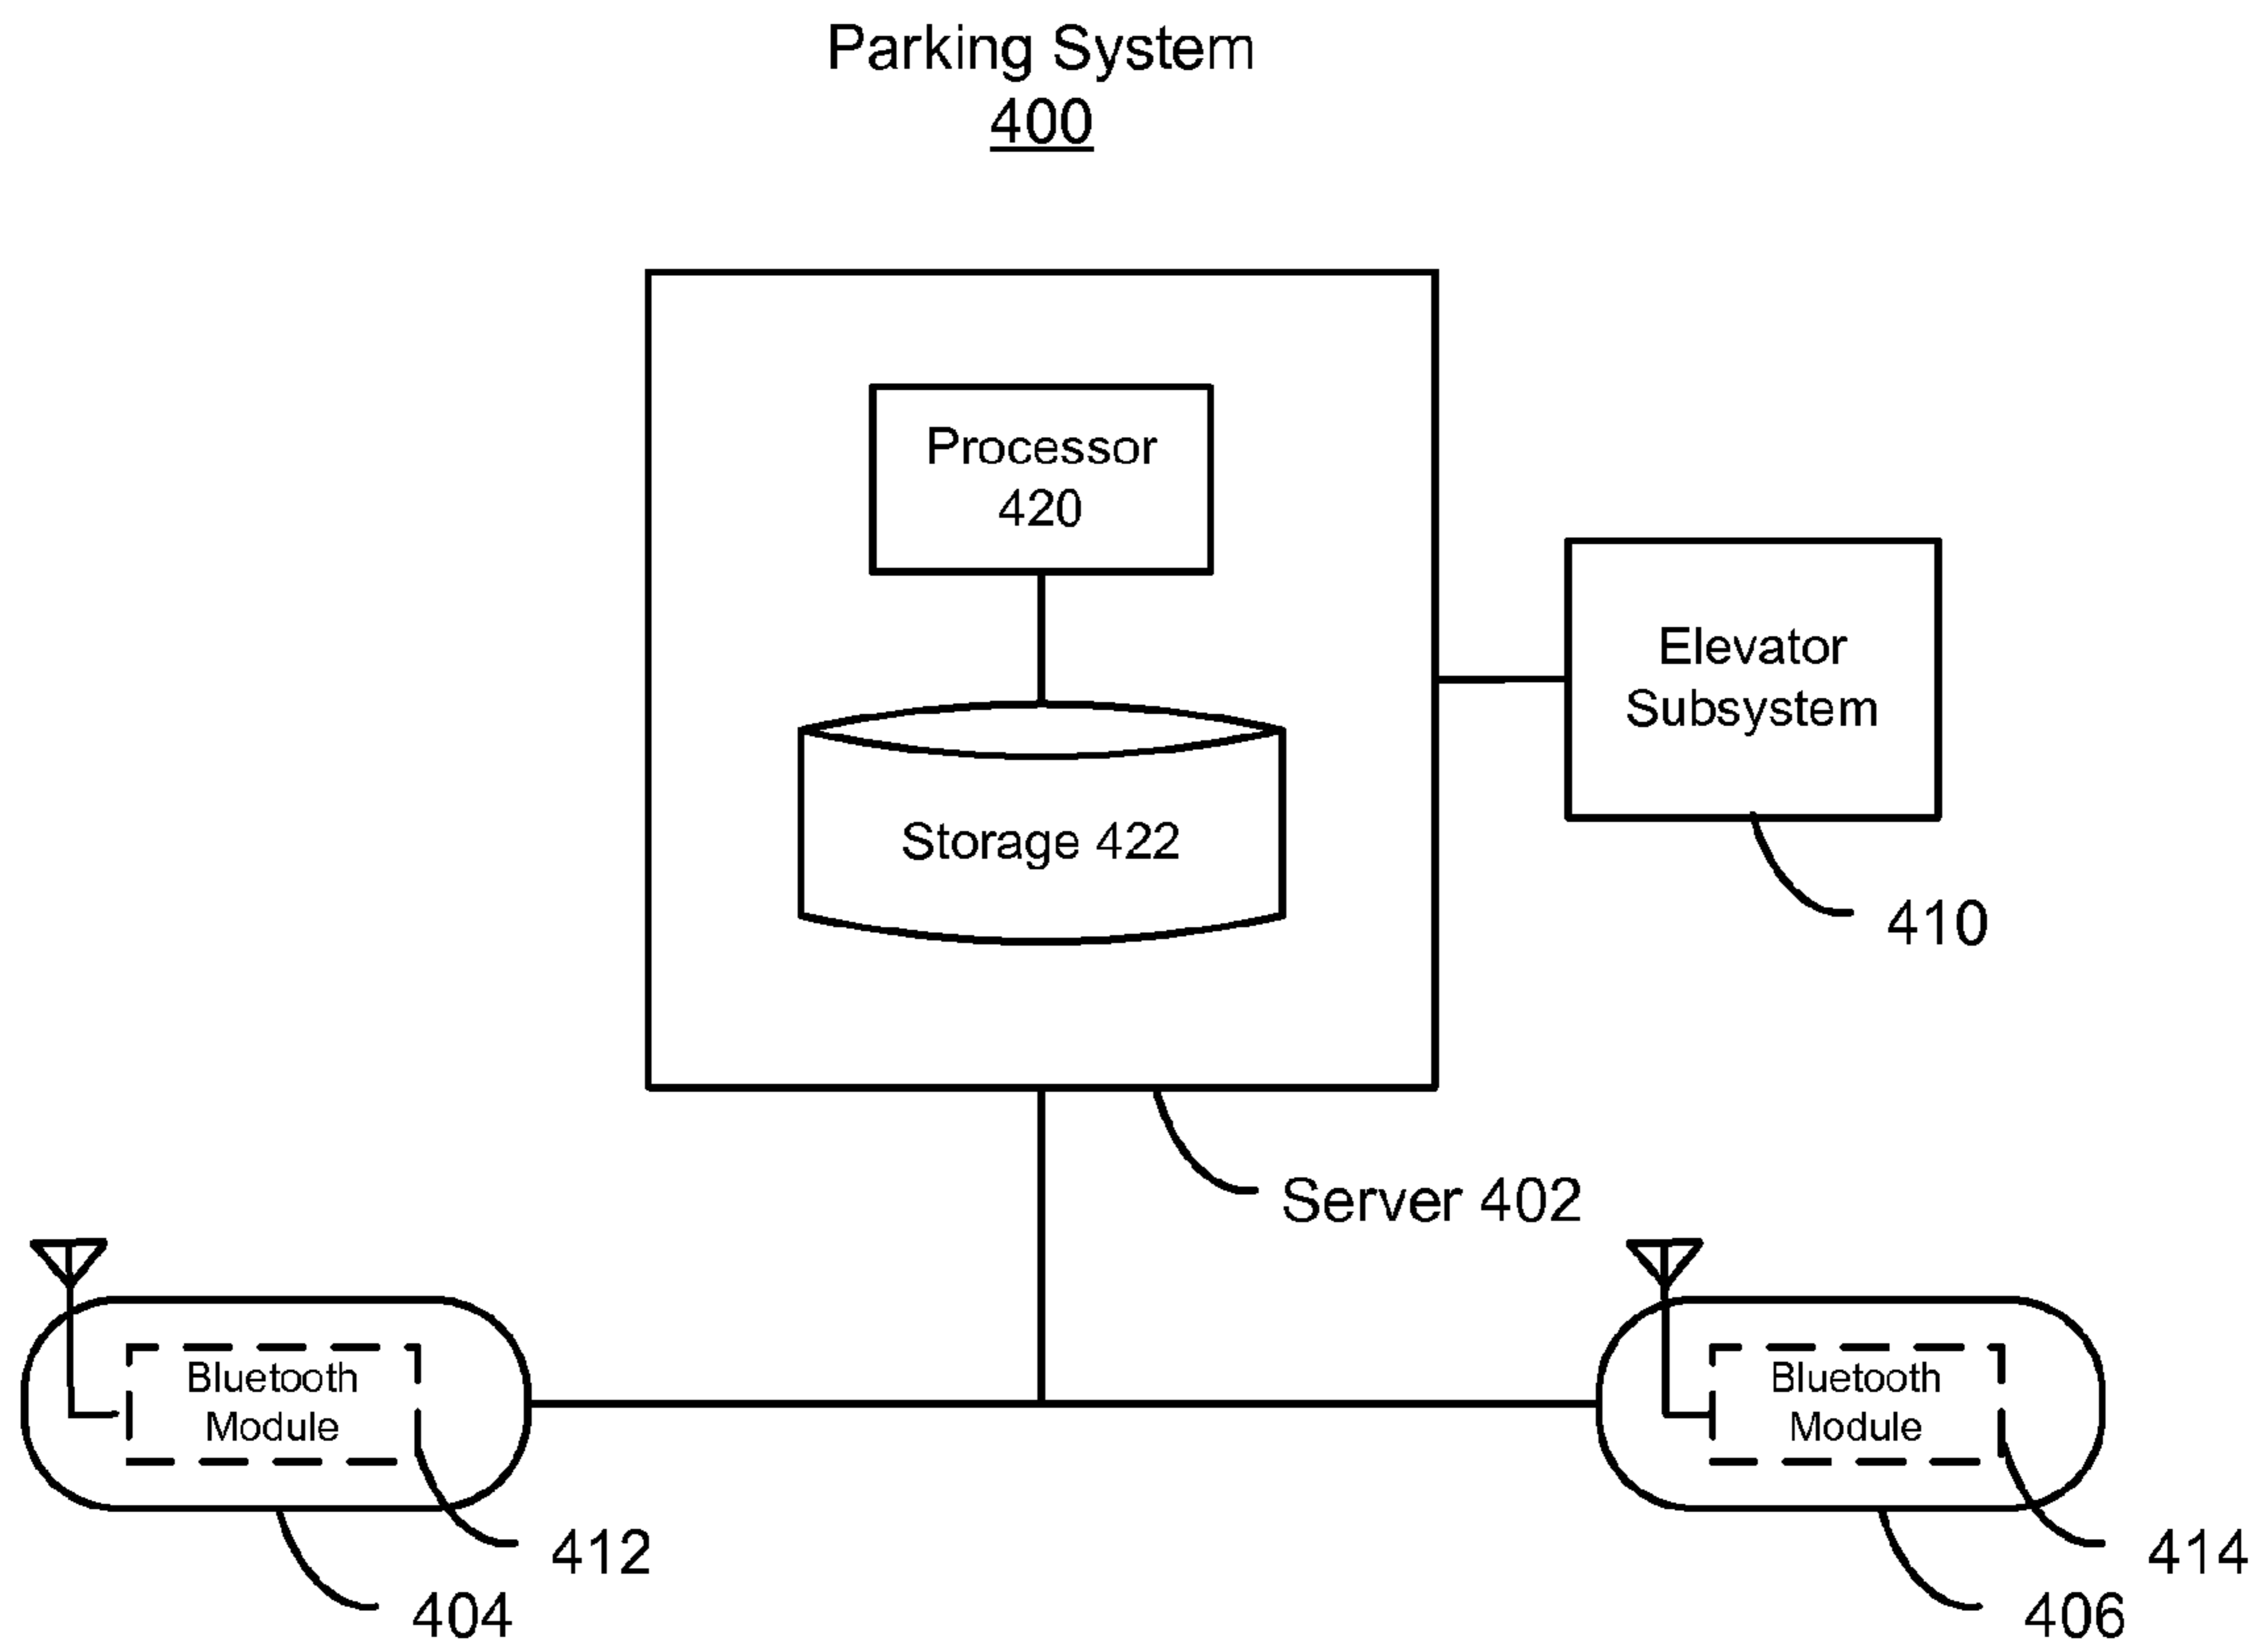 Parking System
400
Processor
420
Elevator
Subsystem
Storage 422
410
Server 402
Bluetooth
Module
Bluetooth
Module
412
414
404
406